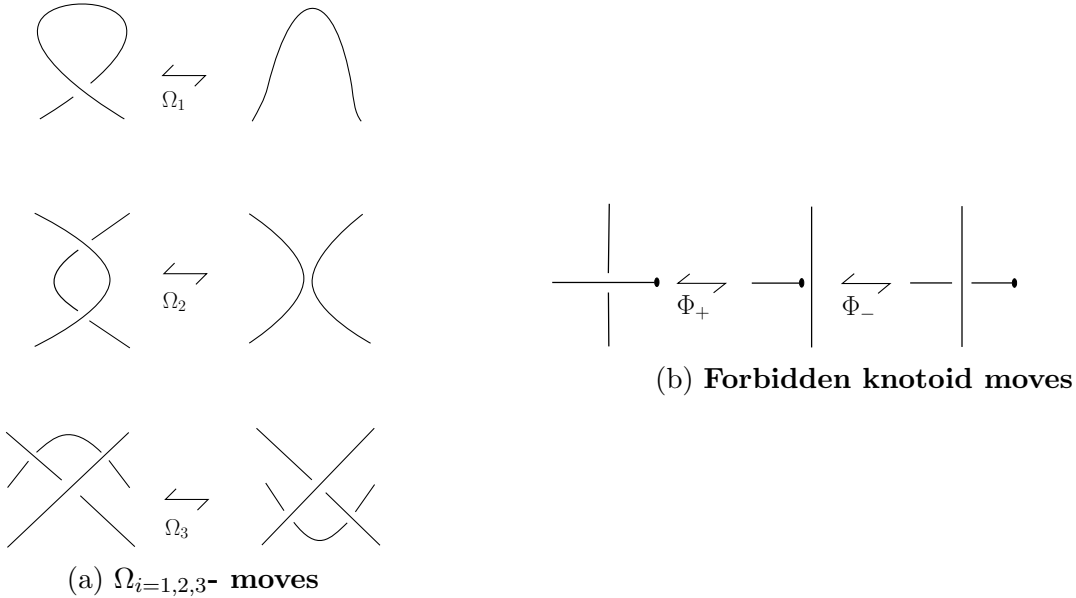 Ω₁
Ω₂
Ω₃
(a) Ωᵢ₌₁,₂,₃- moves
Φ₊ Φ₋
(b) Forbidden knotoid moves